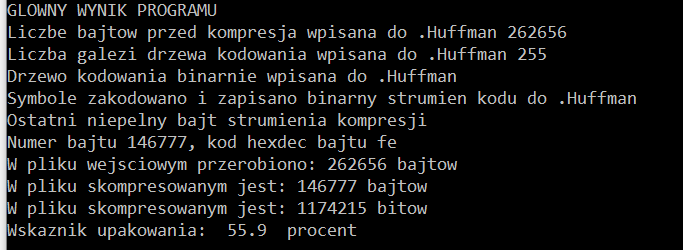 GLOWNY WYNIK PROGRAMU
Liczbe bajtow przed kompresja wpisana do .Huffman 262656
Liczba galezi drzewa kodowania wpisana do .Huffman 255
Drzewo kodowania binarnie wpisana do .Huffman
Symbole zakodowano i zapisano binarny strumien kodu do .Huffman
Ostatni niepelny bajt strumienia kompresji
Numer bajtu 146777, kod hexdec bajtu fe
W pliku wejsciowym przerobiono: 262656 bajtow
W pliku skompresowanym jest: 146777 bajtow
W pliku skompresowanym jest: 1174215 bitow
Wskaznik upakowania:  55.9  procent